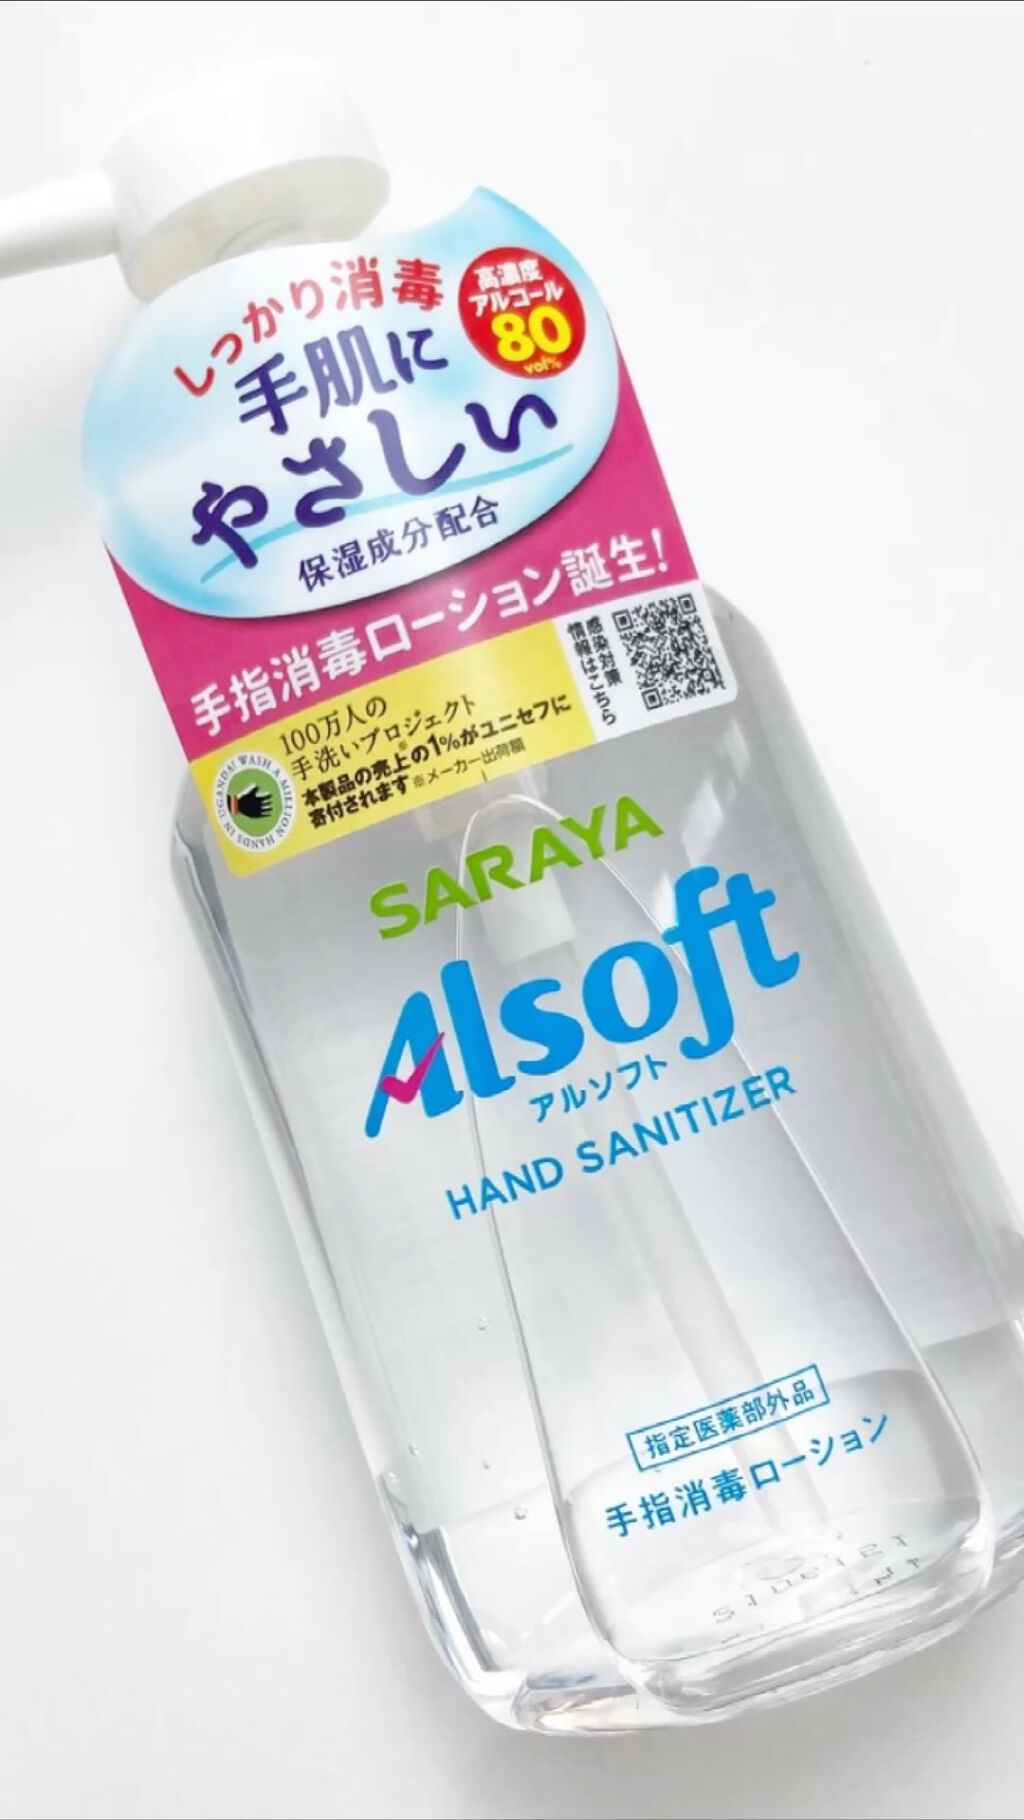 しっかり消毒
手肌に
やさしい
保湿成分配合
高濃度
アルコール
80
vol%
手指消毒ローション誕生!
感染対策
情報はこちら
100万人の
手洗いプロジェクト
本製品の売上※の1%がユニセフに
寄付されます ※メーカー出荷額
WASH A MILLION HANDS IN UGANDA!
SARAYA
Alsoft
アルソフト
HAND SANITIZER
指定医薬部外品
手指消毒ローション